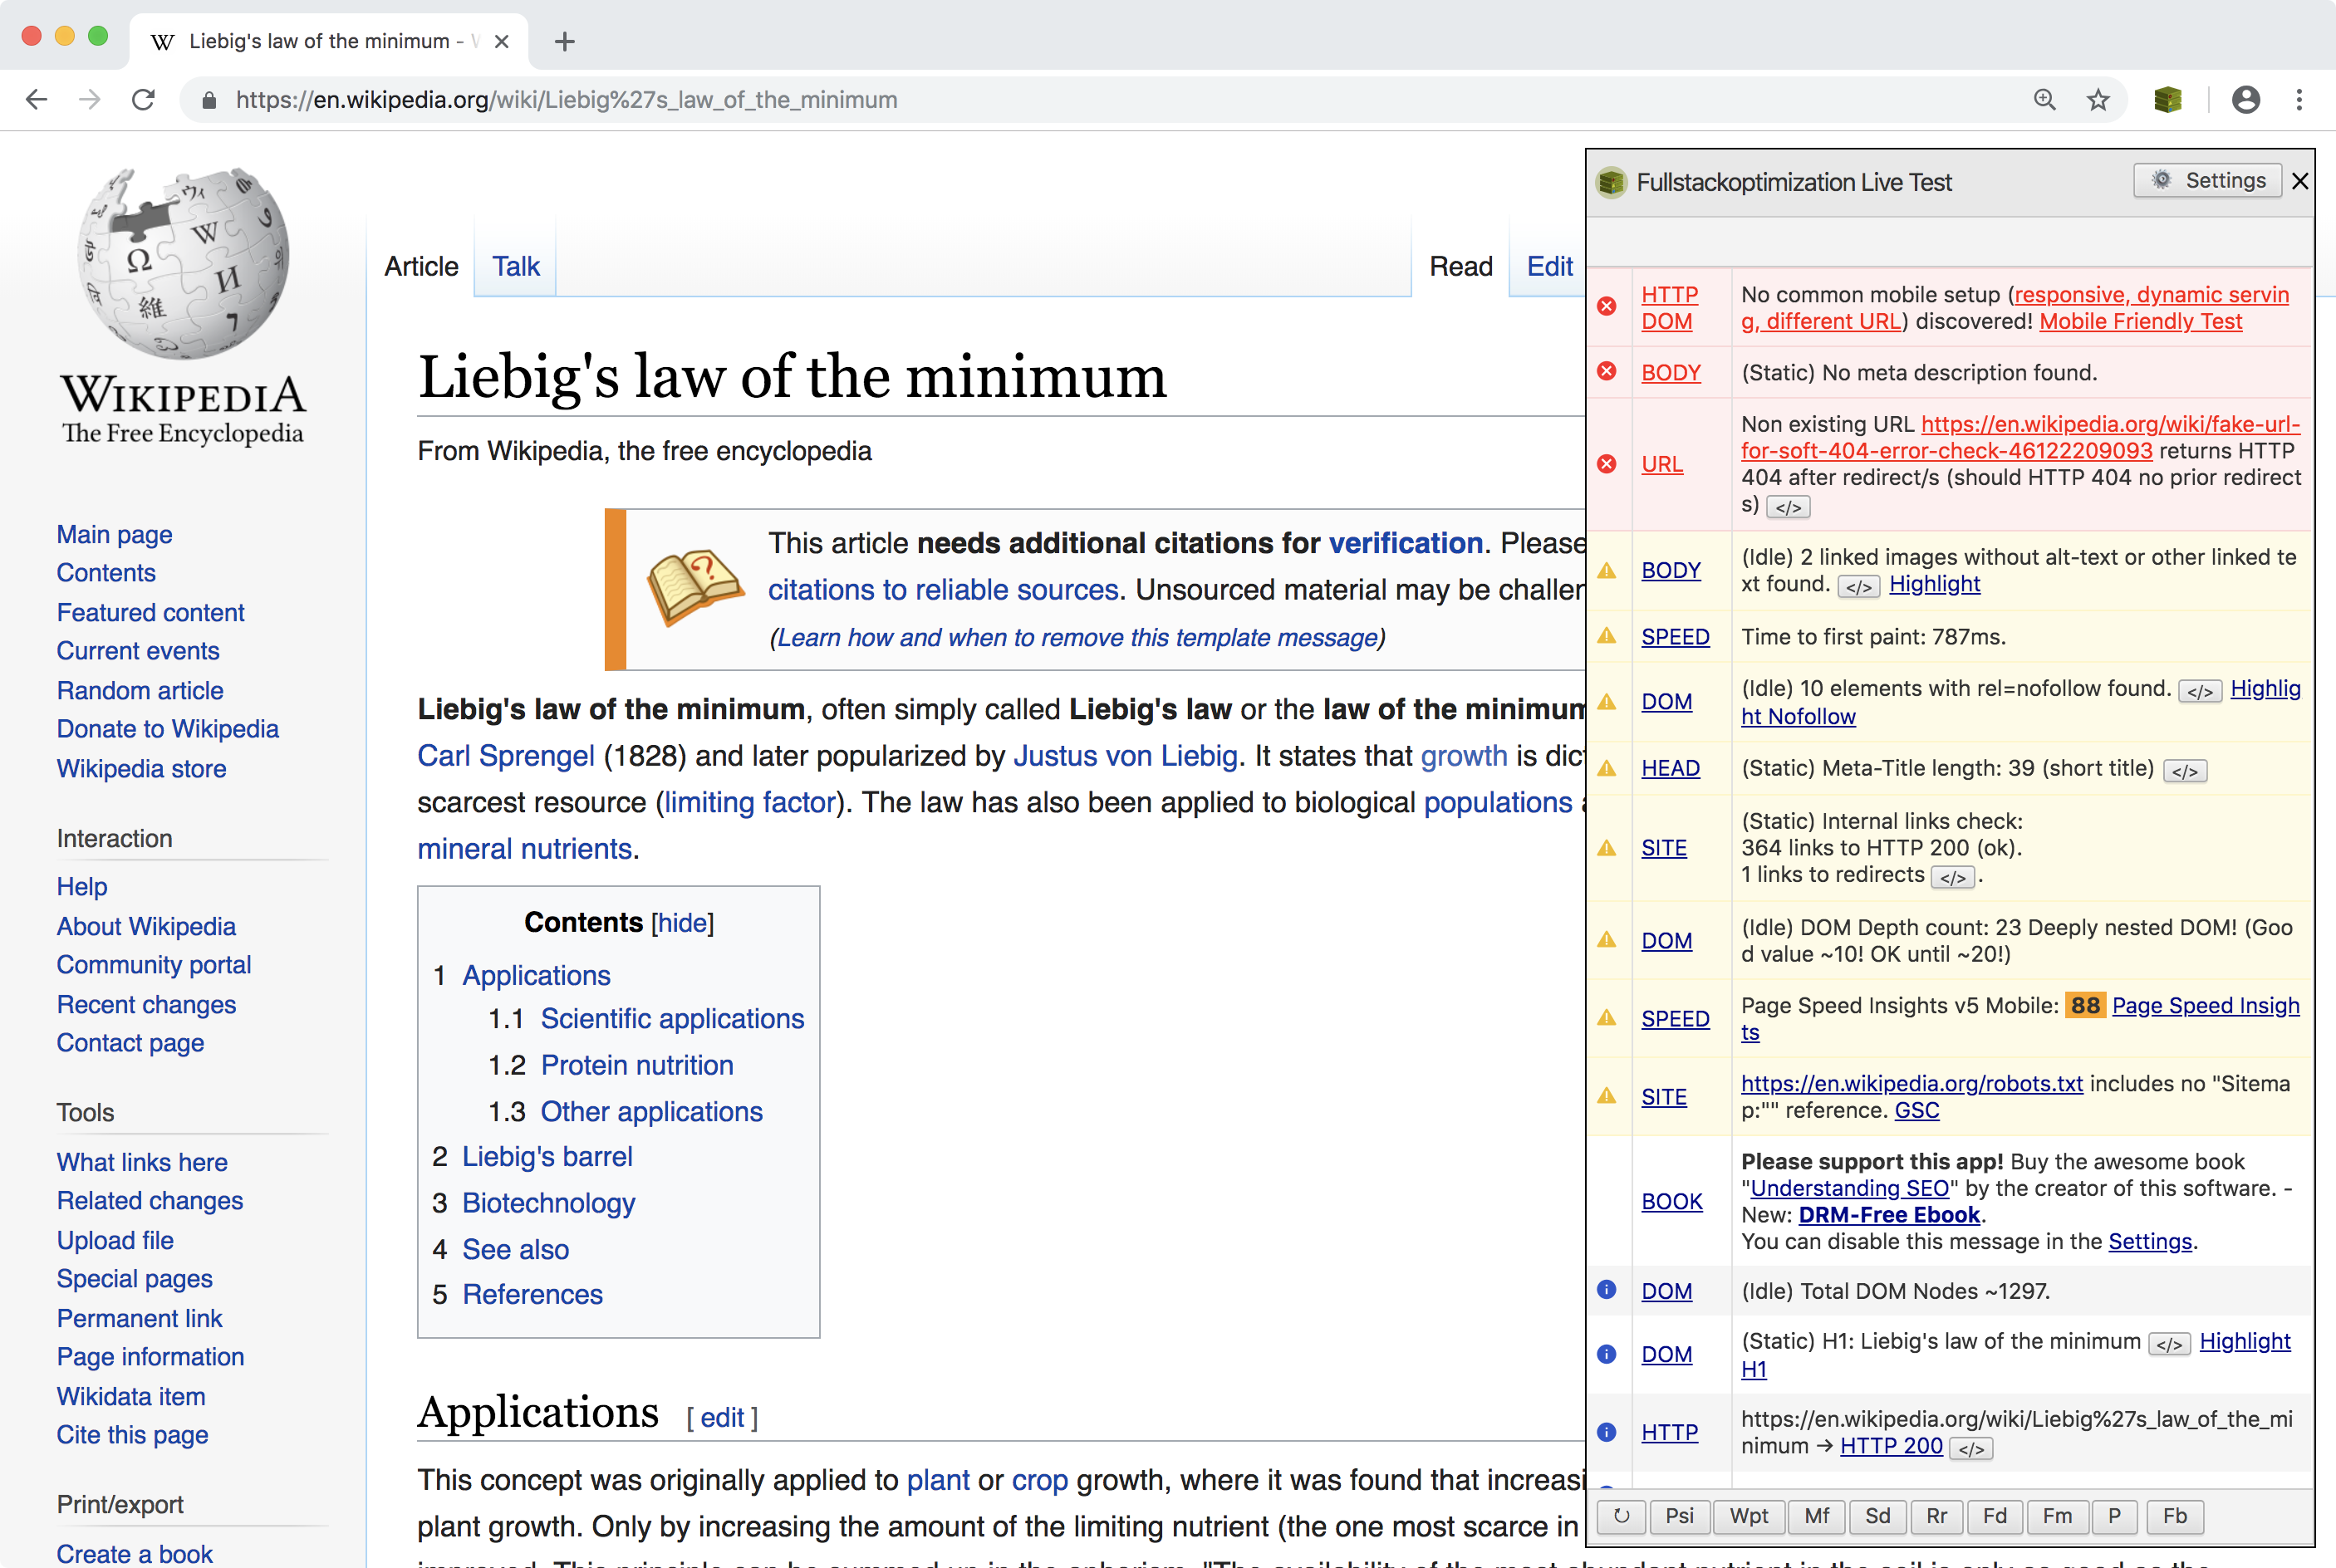 Liebig's law of the minimum - W
https://en.wikipedia.org/wiki/Liebig%27s_law_of_the_minimum
WIKIPEDIA
The Free Encyclopedia
Main page
Contents
Featured content
Current events
Random article
Donate to Wikipedia
Wikipedia store
Interaction
Help
About Wikipedia
Community portal
Recent changes
Contact page
Tools
What links here
Related changes
Upload file
Special pages
Permanent link
Page information
Wikidata item
Cite this page
Print/export
Create a book
Article Talk Read Edit
Liebig's law of the minimum
From Wikipedia, the free encyclopedia
This article needs additional citations for verification. Please
citations to reliable sources. Unsourced material may be challen
(Learn how and when to remove this template message)
Liebig's law of the minimum, often simply called Liebig's law or the law of the minimum
Carl Sprengel (1828) and later popularized by Justus von Liebig. It states that growth is dict
scarcest resource (limiting factor). The law has also been applied to biological populations a
mineral nutrients.
Contents [hide]
1 Applications
1.1 Scientific applications
1.2 Protein nutrition
1.3 Other applications
2 Liebig's barrel
3 Biotechnology
4 See also
5 References
Applications [ edit ]
This concept was originally applied to plant or crop growth, where it was found that increasi
plant growth. Only by increasing the amount of the limiting nutrient (the one most scarce in
Fullstackoptimization Live Test Settings
HTTP DOM
No common mobile setup (responsive, dynamic servin
g, different URL) discovered! Mobile Friendly Test
BODY (Static) No meta description found.
URL
Non existing URL https://en.wikipedia.org/wiki/fake-url-
for-soft-404-error-check-46122209093 returns HTTP
404 after redirect/s (should HTTP 404 no prior redirect
s) </>
BODY
(Idle) 2 linked images without alt-text or other linked te
xt found. </> Highlight
SPEED Time to first paint: 787ms.
DOM
(Idle) 10 elements with rel=nofollow found. </> Highlig
ht Nofollow
HEAD (Static) Meta-Title length: 39 (short title) </>
SITE
(Static) Internal links check:
364 links to HTTP 200 (ok).
1 links to redirects </> .
DOM
(Idle) DOM Depth count: 23 Deeply nested DOM! (Goo
d value ~10! OK until ~20!)
SPEED
Page Speed Insights v5 Mobile: 88 Page Speed Insigh
ts
SITE
https://en.wikipedia.org/robots.txt includes no "Sitema
p:"" reference. GSC
BOOK
Please support this app! Buy the awesome book
"Understanding SEO" by the creator of this software. -
New: DRM-Free Ebook.
You can disable this message in the Settings.
DOM (Idle) Total DOM Nodes ~1297.
DOM
(Static) H1: Liebig's law of the minimum </> Highlight
H1
HTTP
https://en.wikipedia.org/wiki/Liebig%27s_law_of_the_mi
nimum → HTTP 200 </>
↻ Psi Wpt Mf Sd Rr Fd Fm P Fb